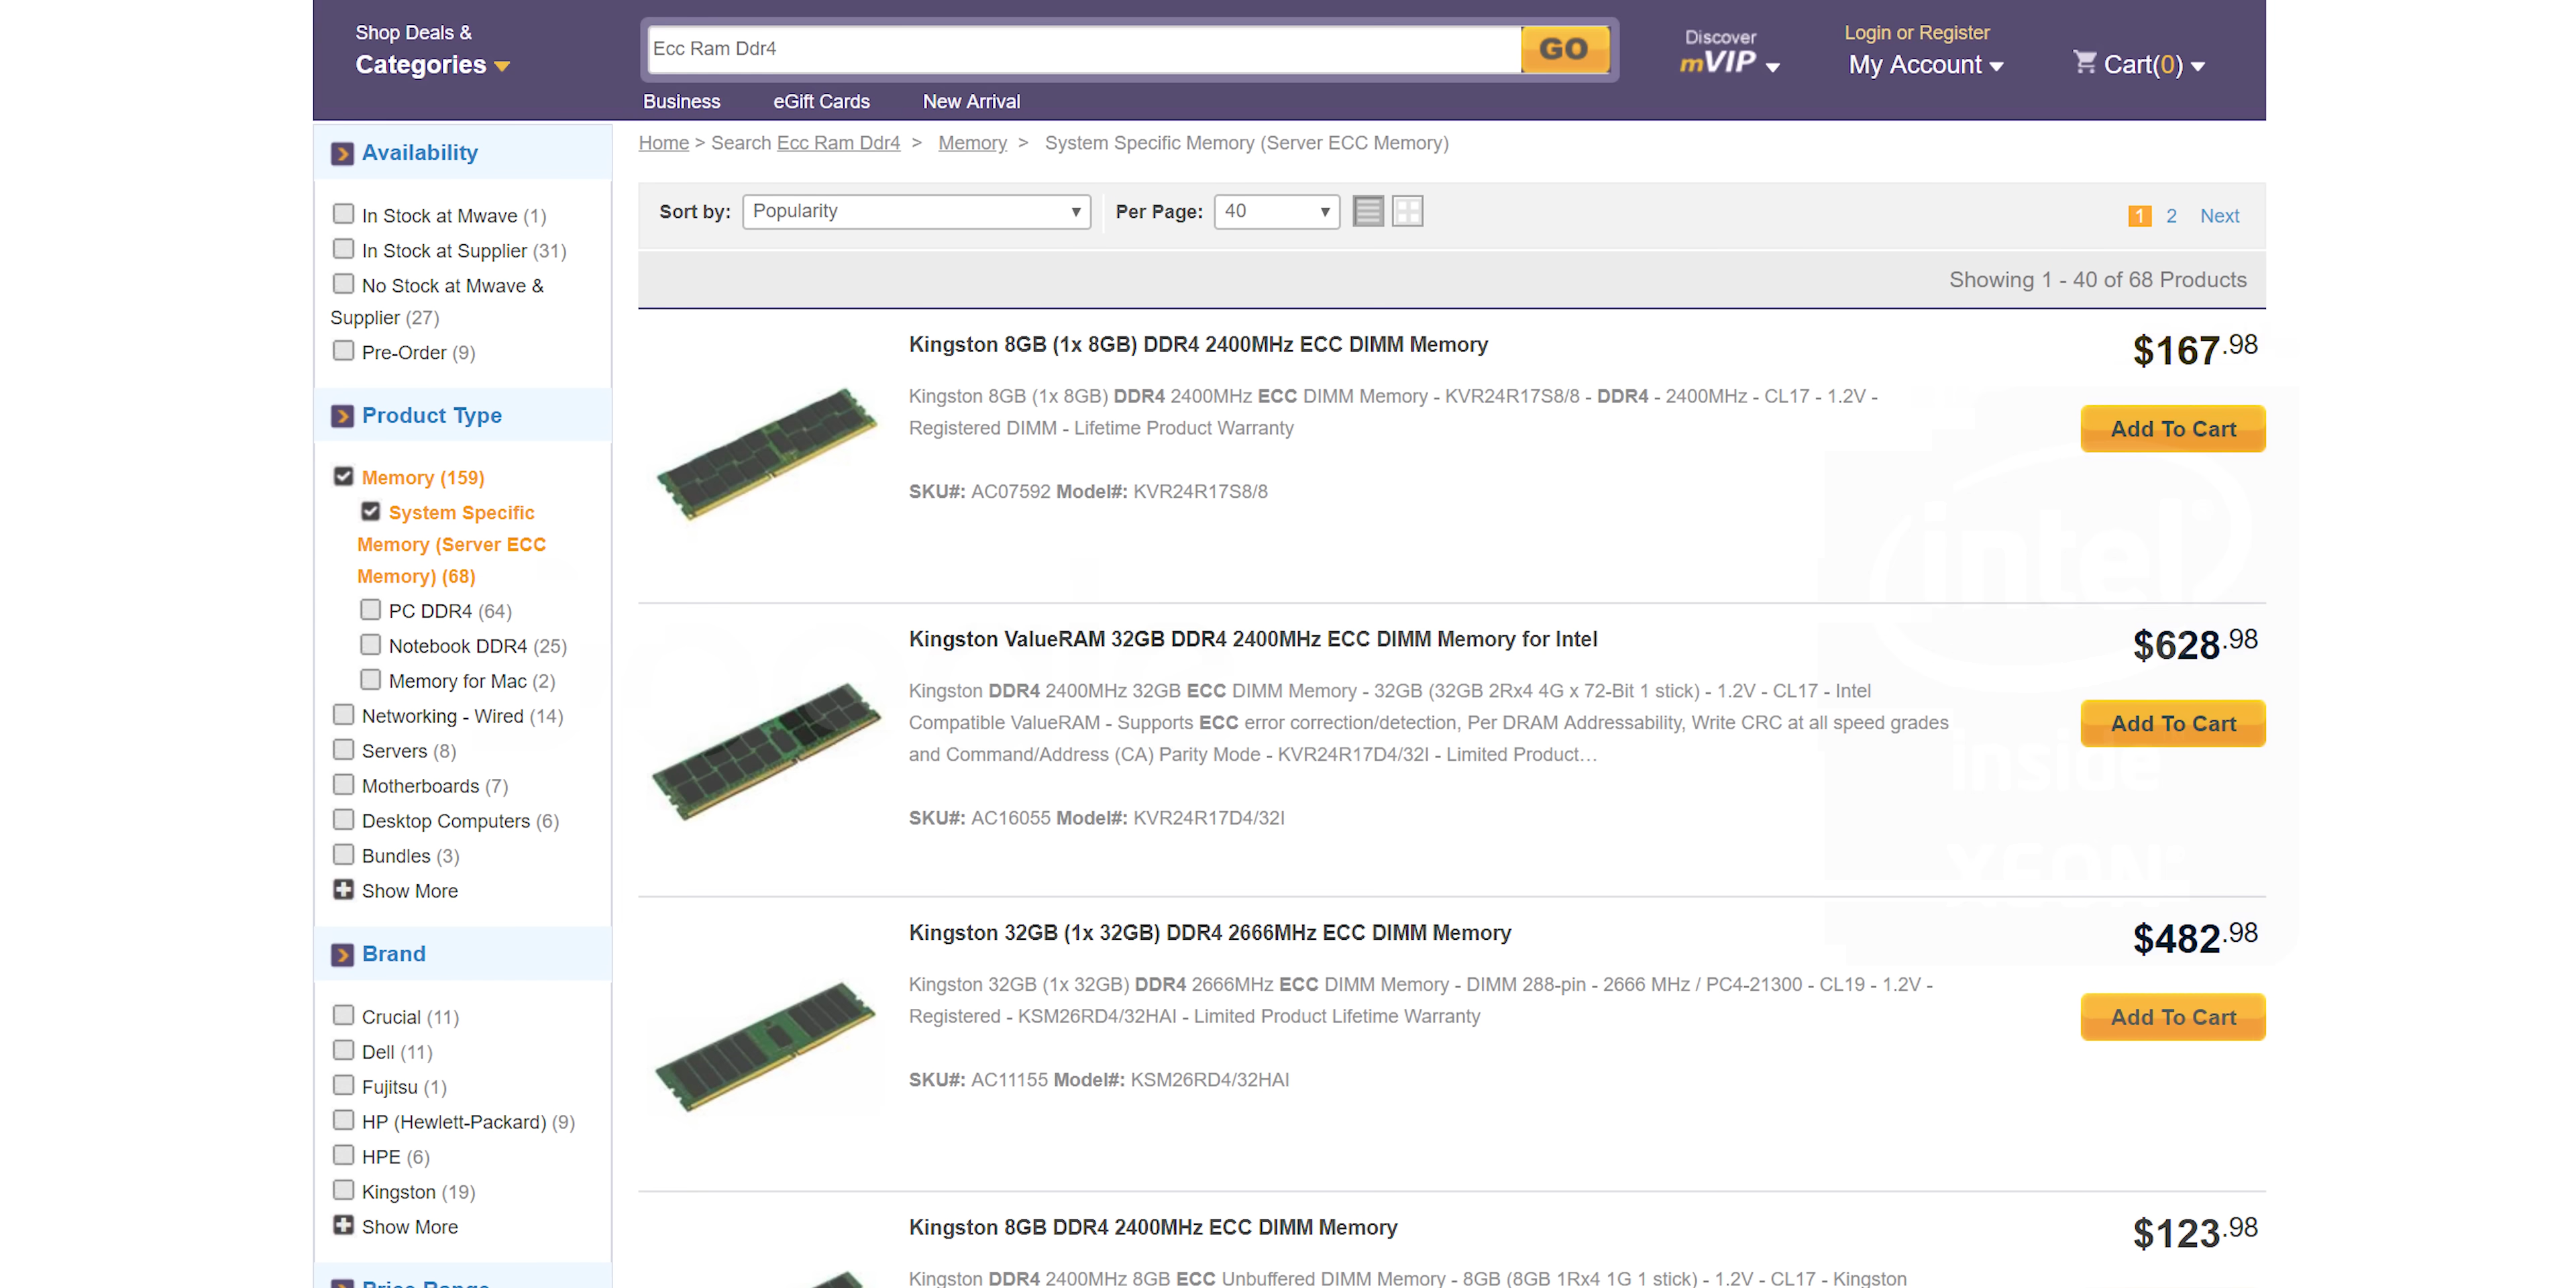 Shop Deals &
Categories
Ecc Ram Ddr4
GO
Discover
mVIP
Login or Register
My Account
Cart(0)
Business
eGift Cards
New Arrival
Home > Search Ecc Ram Ddr4 > Memory > System Specific Memory (Server ECC Memory)
Availability
In Stock at Mwave (1)
In Stock at Supplier (31)
No Stock at Mwave &
Supplier (27)
Pre-Order (9)
Product Type
Memory (159)
System Specific
Memory (Server ECC
Memory) (68)
PC DDR4 (64)
Notebook DDR4 (25)
Memory for Mac (2)
Networking - Wired (14)
Servers (8)
Motherboards (7)
Desktop Computers (6)
Bundles (3)
Show More
Brand
Crucial (11)
Dell (11)
Fujitsu (1)
HP (Hewlett-Packard) (9)
HPE (6)
Kingston (19)
Show More
Price Range
Sort by: Popularity
Per Page: 40
1 2 Next
Showing 1 - 40 of 68 Products
Kingston 8GB (1x 8GB) DDR4 2400MHz ECC DIMM Memory
$167.98
Kingston 8GB (1x 8GB) DDR4 2400MHz ECC DIMM Memory - KVR24R17S8/8 - DDR4 - 2400MHz - CL17 - 1.2V -
Registered DIMM - Lifetime Product Warranty
Add To Cart
SKU#: AC07592 Model#: KVR24R17S8/8
Kingston ValueRAM 32GB DDR4 2400MHz ECC DIMM Memory for Intel
$628.98
Kingston DDR4 2400MHz 32GB ECC DIMM Memory - 32GB (32GB 2Rx4 4G x 72-Bit 1 stick) - 1.2V - CL17 - Intel
Compatible ValueRAM - Supports ECC error correction/detection, Per DRAM Addressability, Write CRC at all speed grades
and Command/Address (CA) Parity Mode - KVR24R17D4/32I - Limited Product…
Add To Cart
SKU#: AC16055 Model#: KVR24R17D4/32I
Kingston 32GB (1x 32GB) DDR4 2666MHz ECC DIMM Memory
$482.98
Kingston 32GB (1x 32GB) DDR4 2666MHz ECC DIMM Memory - DIMM 288-pin - 2666 MHz / PC4-21300 - CL19 - 1.2V -
Registered - KSM26RD4/32HAI - Limited Product Lifetime Warranty
Add To Cart
SKU#: AC11155 Model#: KSM26RD4/32HAI
Kingston 8GB DDR4 2400MHz ECC DIMM Memory
$123.98
Kingston DDR4 2400MHz 8GB ECC Unbuffered DIMM Memory - 8GB (8GB 1Rx4 1G 1 stick) - 1.2V - CL17 - Kingston
intel
inside
XEON